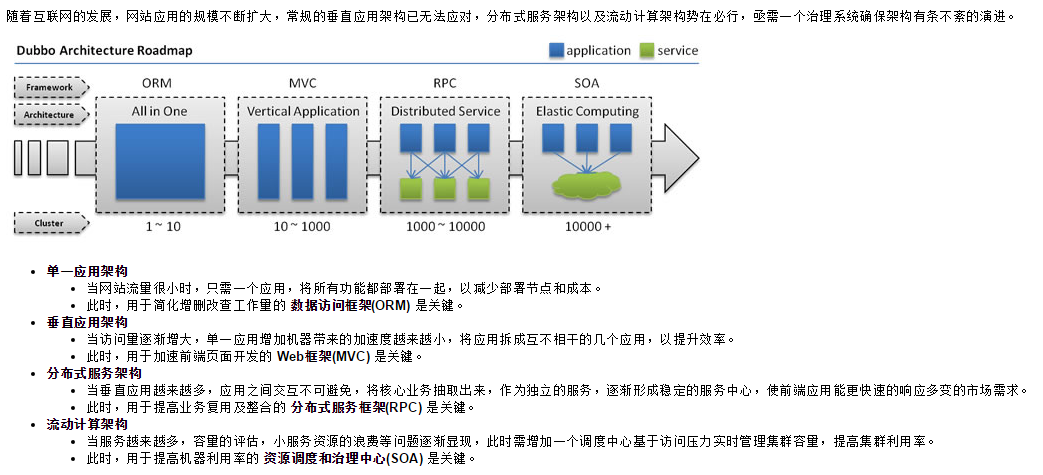 随着互联网的发展，网站应用的规模不断扩大，常规的垂直应用架构已无法应对，分布式服务架构以及流动计算架构势在必行，亟需一个治理系统确保架构有条不紊的演进。
Dubbo Architecture Roadmap
application
service
ORM MVC RPC SOA
Framework
Architecture
All in One
Vertical Application
Distributed Service
Elastic Computing
Cluster
1 ~ 10
10 ~ 1000
1000 ~ 10000
10000 +
单一应用架构
当网站流量很小时，只需一个应用，将所有功能都部署在一起，以减少部署节点和成本。
此时，用于简化增删改查工作量的 数据访问框架(ORM) 是关键。
垂直应用架构
当访问量逐渐增大，单一应用增加机器带来的加速度越来越小，将应用拆成互不相干的几个应用，以提升效率。
此时，用于加速前端页面开发的 Web框架(MVC) 是关键。
分布式服务架构
当垂直应用越来越多，应用之间交互不可避免，将核心业务抽取出来，作为独立的服务，逐渐形成稳定的服务中心，使前端应用能更快速的响应多变的市场需求。
此时，用于提高业务复用及整合的 分布式服务框架(RPC) 是关键。
流动计算架构
当服务越来越多，容量的评估，小服务资源的浪费等问题逐渐显现，此时需增加一个调度中心基于访问压力实时管理集群容量，提高集群利用率。
此时，用于提高机器利用率的 资源调度和治理中心(SOA) 是关键。